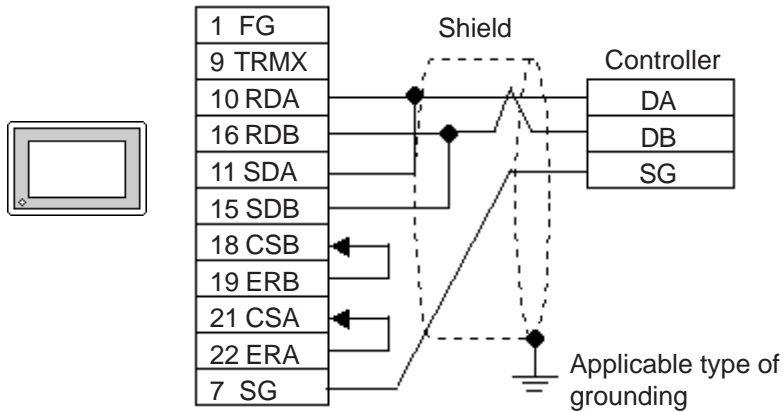 1 FG
9 TRMX
10 RDA
16 RDB
11 SDA
15 SDB
18 CSB
19 ERB
21 CSA
22 ERA
7 SG
Shield
Controller
DA
DB
SG
Applicable type of
grounding